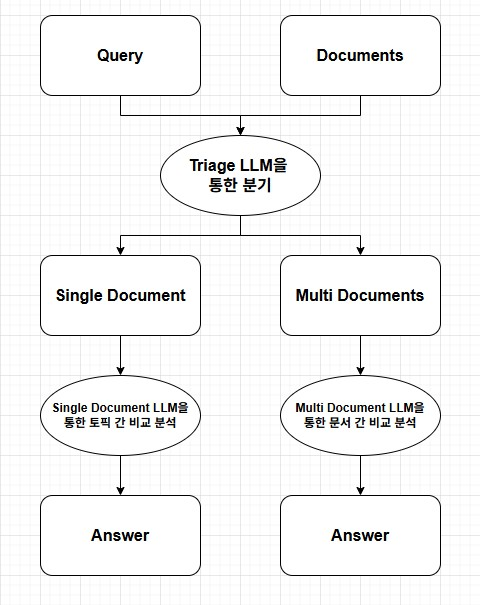 Query
Documents
Triage LLM을
통한 분기
Single Document
Multi Documents
Single Document LLM을
통한 토픽 간 비교 분석
Multi Document LLM을
통한 문서 간 비교 분석
Answer
Answer